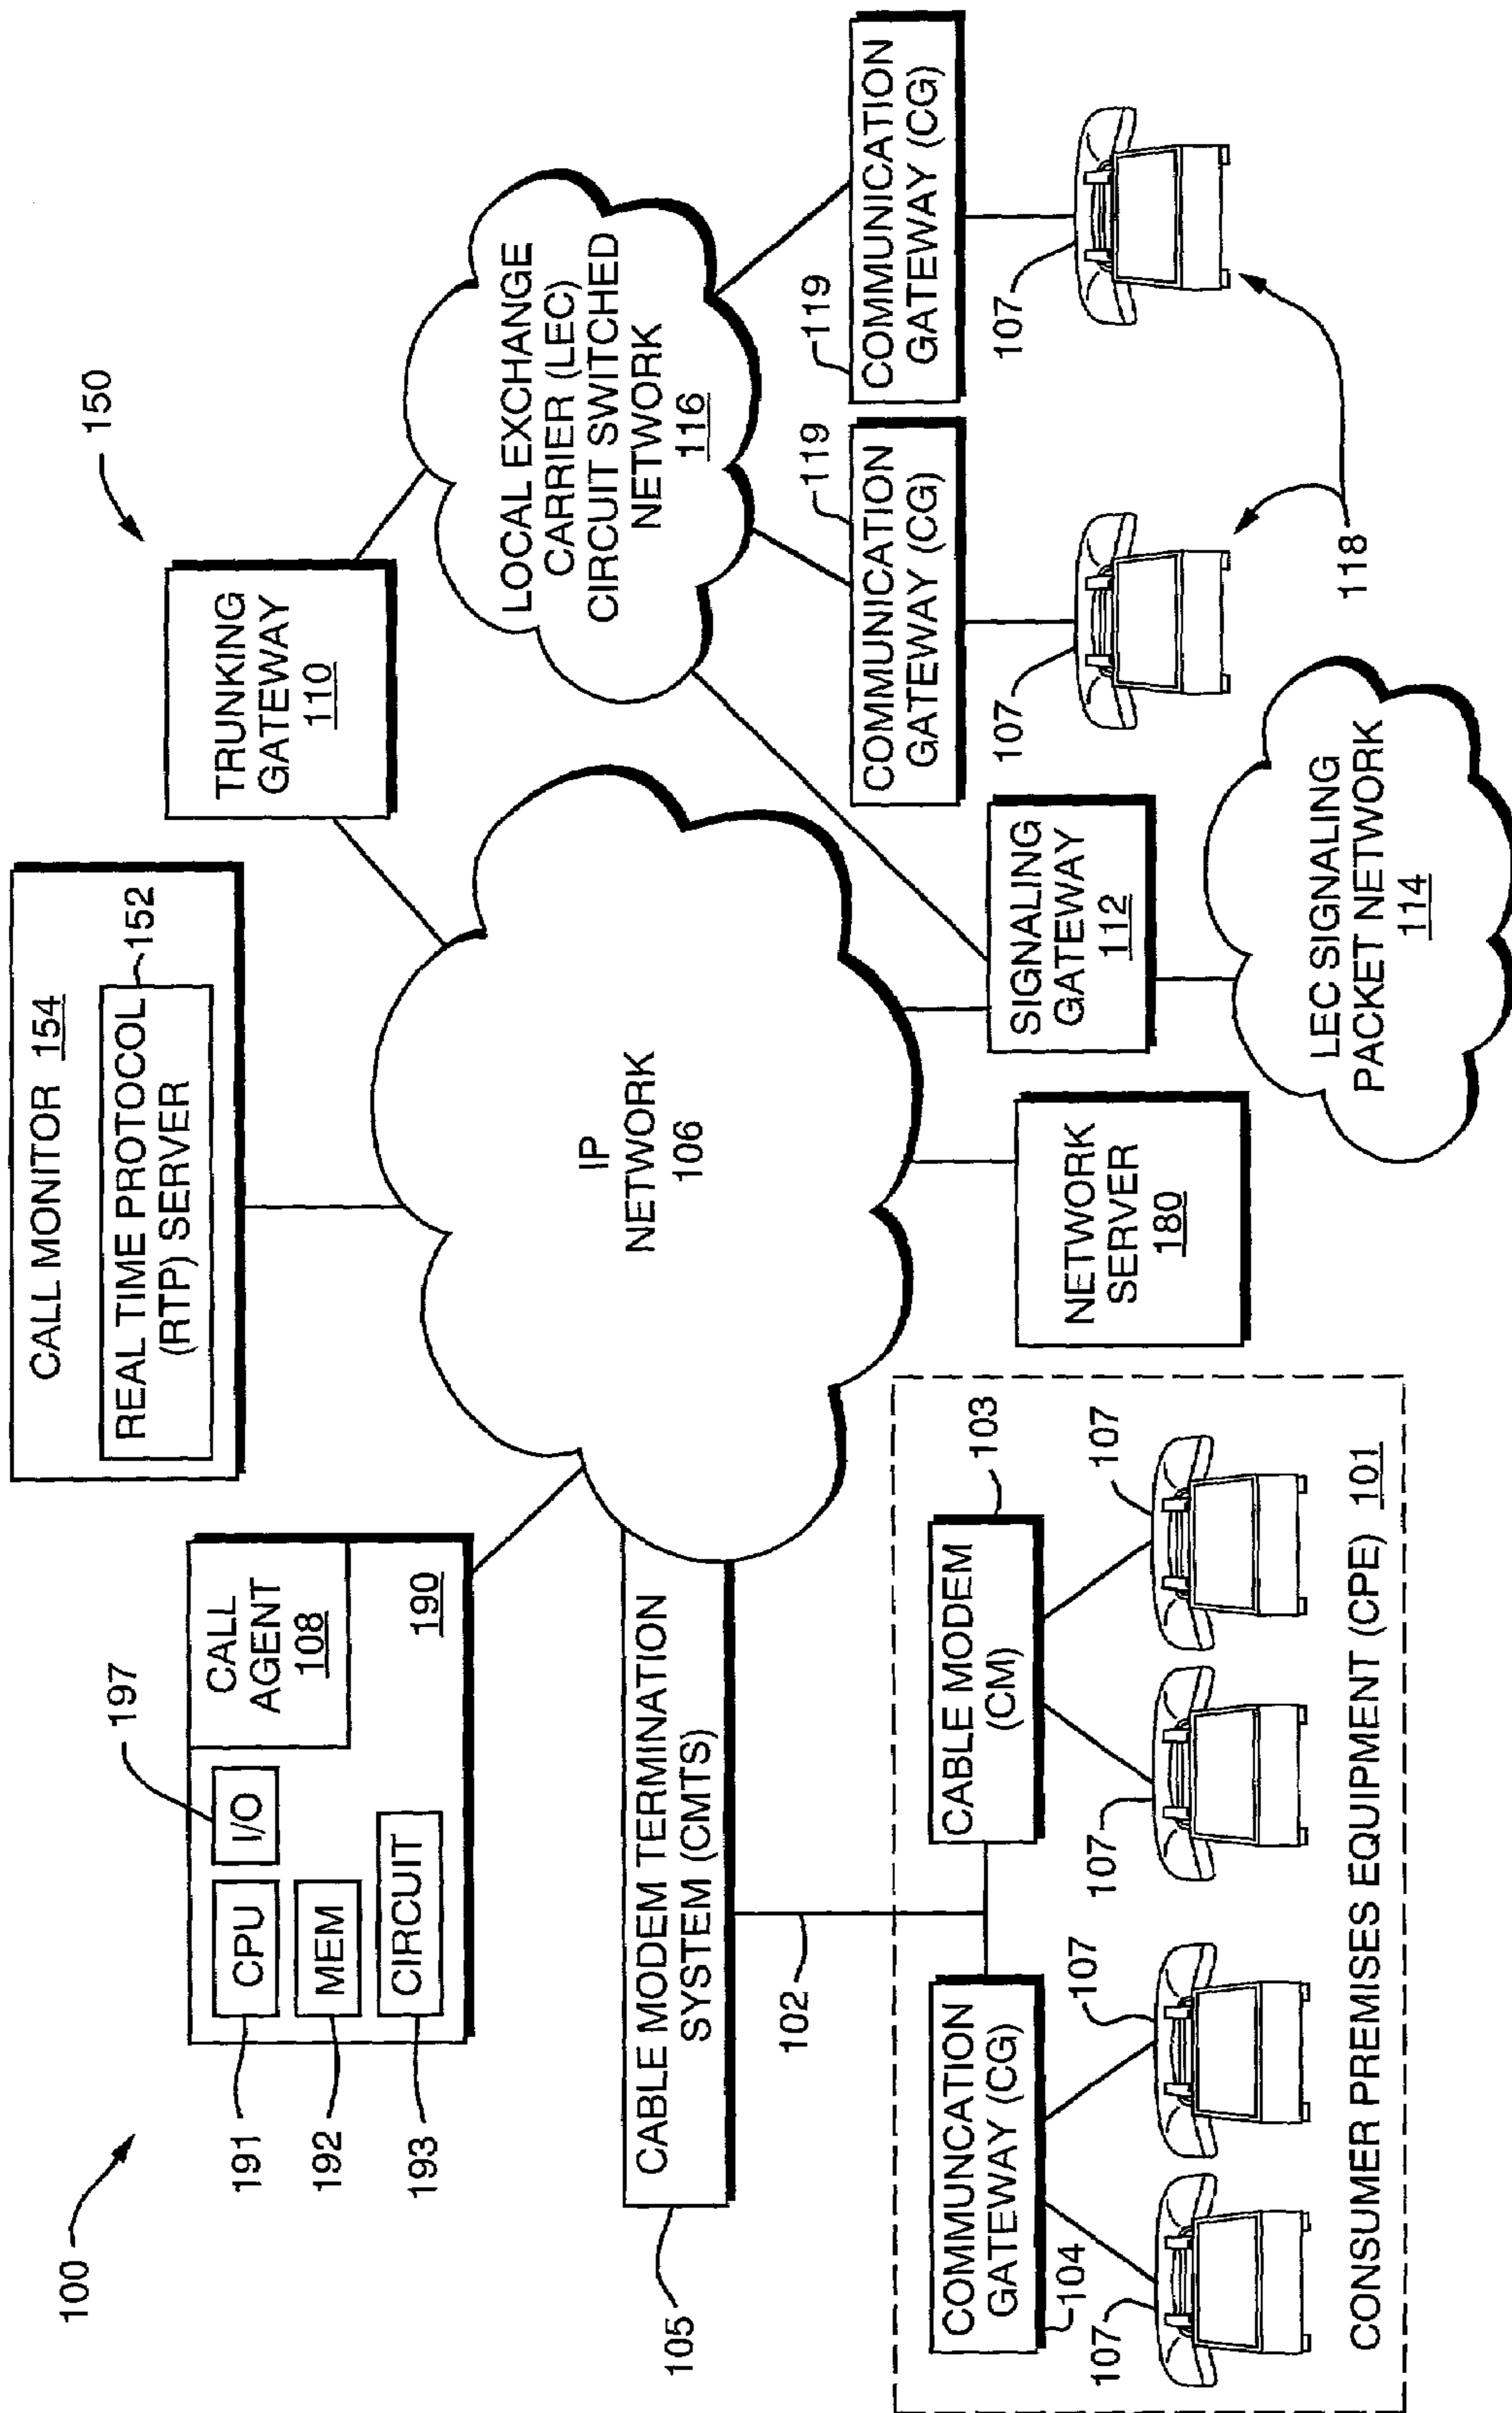 100
150
CALL MONITOR 154
REAL TIME PROTOCOL
(RTP) SERVER
152
197
191
192
193
CPU
I/O
MEM
CIRCUIT
CALL
AGENT
108
190
TRUNKING
GATEWAY
110
IP
NETWORK
106
LOCAL EXCHANGE
CARRIER (LEC)
CIRCUIT SWITCHED
NETWORK
116
105
CABLE MODEM TERMINATION
SYSTEM (CMTS)
102
COMMUNCATION
GATEWAY (CG)
104
CABLE MODEM
(CM)
103
107
107
107
107
CONSUMER PREMISES EQUIPMENT (CPE) 101
NETWORK
SERVER
180
SIGNALING
GATEWAY
112
LEC SIGNALING
PACKET NETWORK
114
119
COMMUNICATION
GATEWAY (CG)
119
COMMUNICATION
GATEWAY (CG)
107
107
118